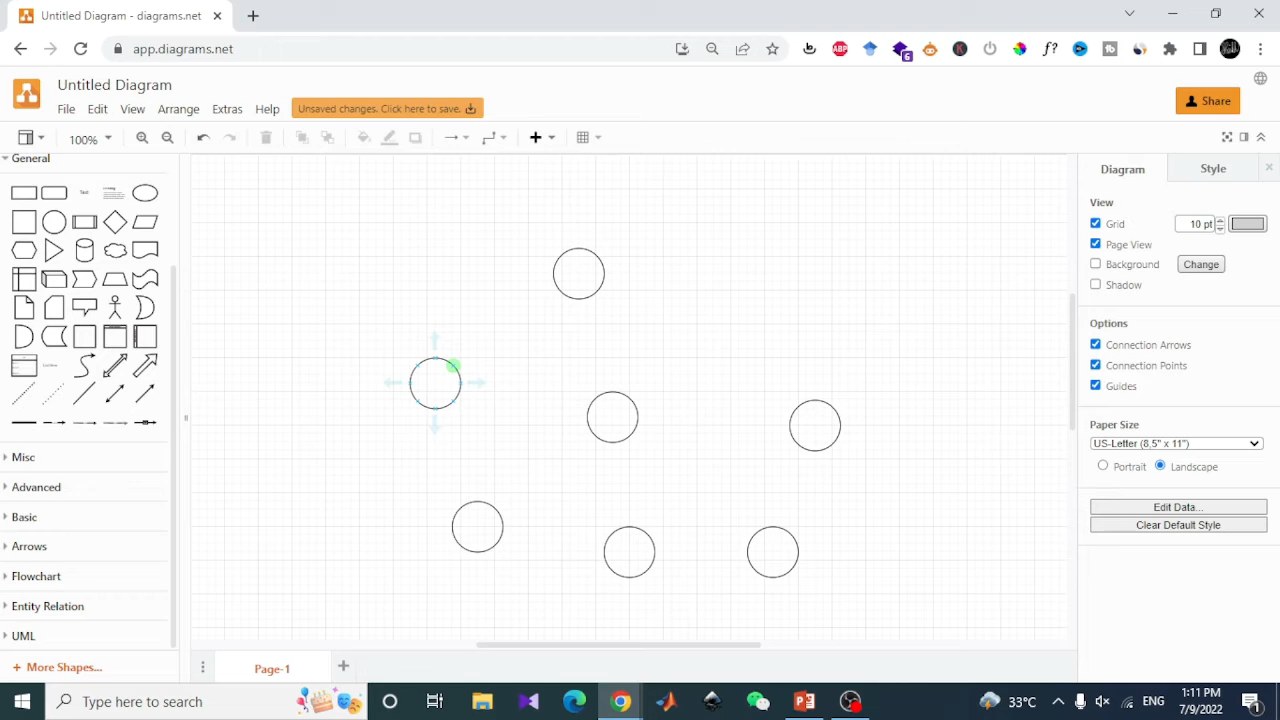 Untitled Diagram - diagrams.net
app.diagrams.net
ABP
6
K
f?
Untitled Diagram
File Edit View Arrange Extras Help
Unsaved changes. Click here to save.
Share
100%
General
Text
Diagram
Style
View
Grid 10 pt
Page View
Background Change
Shadow
Options
Connection Arrows
Connection Points
Guides
Paper Size
US-Letter (8,5" x 11")
Portrait Landscape
Edit Data...
Clear Default Style
Misc
Advanced
Basic
Arrows
Flowchart
Entity Relation
UML
+ More Shapes...
Page-1
Type here to search
33°C
ENG
1:11 PM
7/9/2022
1